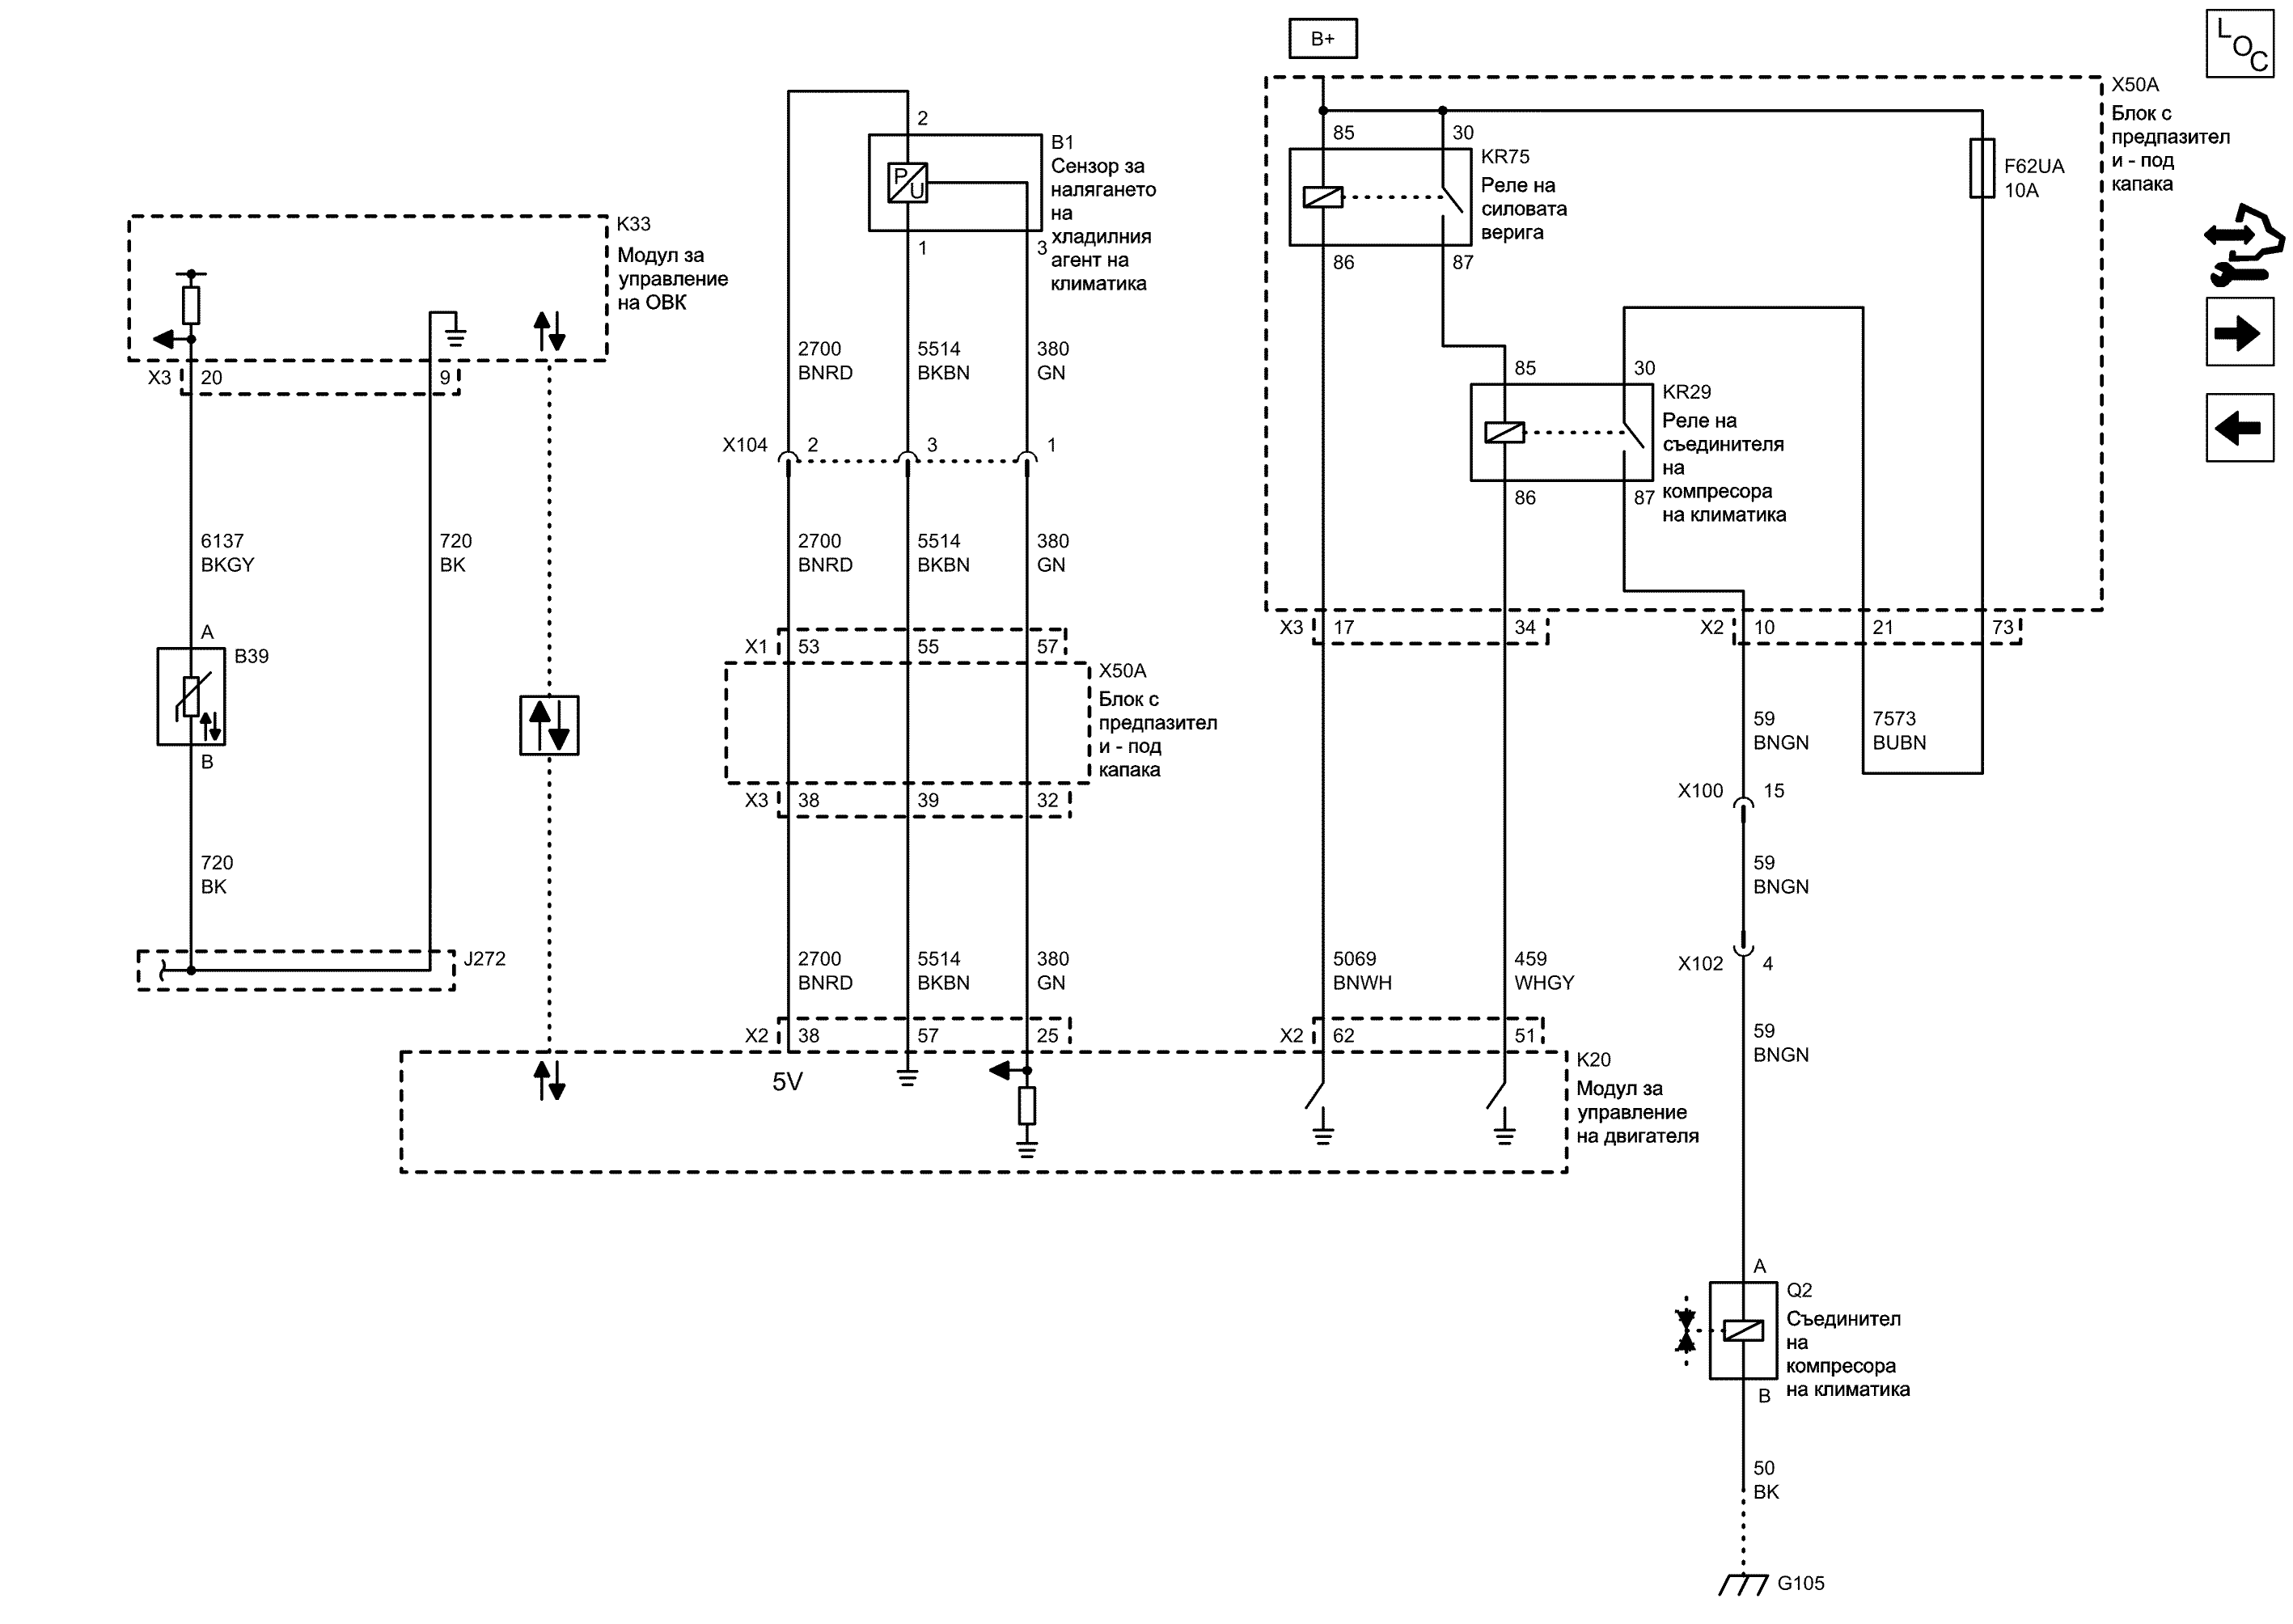 B+
LOC
X50A
Блок с
предпазител
и - под
капака
85
30
KR75
Реле на
силовата
верига
86
87
F62UA
10A
2
B1
Сензор за
налягането
на
хладилния
агент на
климатика
P
U
1
3
K33
Модул за
управление
на ОВК
X3
20
9
2700
BNRD
5514
BKBN
380
GN
85
30
KR29
Реле на
съединителя
на
компресора
на климатика
86
87
X104
2
3
1
6137
BKGY
720
BK
2700
BNRD
5514
BKBN
380
GN
A
B39
B
X1
53
55
57
X50A
Блок с
предпазител
и - под
капака
X3
38
39
32
X3
17
34
X2
10
21
73
59
BNGN
7573
BUBN
X100
15
59
BNGN
X102
4
720
BK
J272
2700
BNRD
5514
BKBN
380
GN
5069
BNWH
459
WHGY
59
BNGN
X2
38
57
25
X2
62
51
5V
K20
Модул за
управление
на двигателя
A
Q2
Съединител
на
компресора
на климатика
B
50
BK
G105